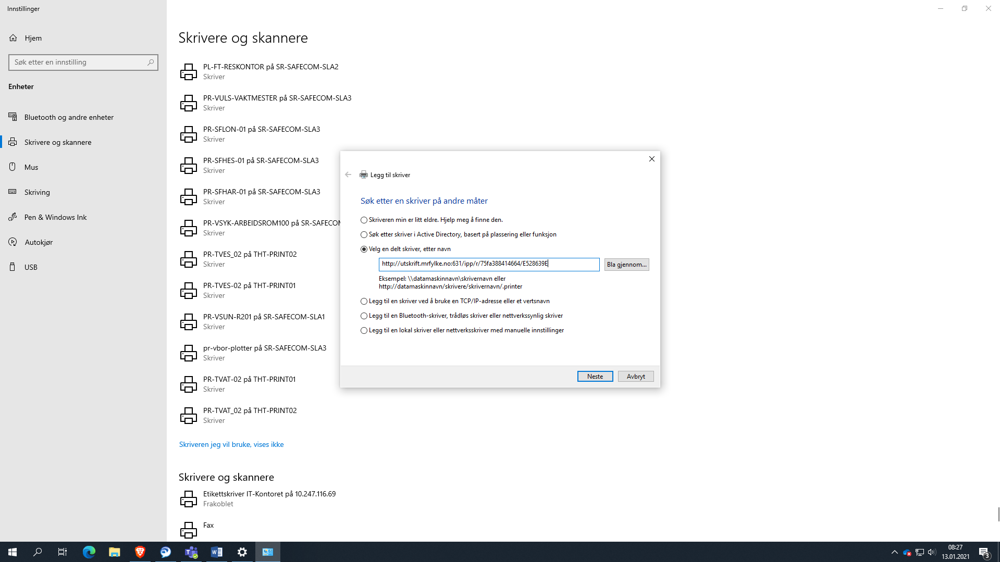 Innstillinger
Hjem
Søk etter en innstilling
Enheter
Bluetooth og andre enheter
Skrivere og skannere
Mus
Skriving
Pen & Windows Ink
Autokjør
USB
Skrivere og skannere
PL-FT-RESKONTOR på SR-SAFECOM-SLA2
Skriver
PR-VULS-VAKTMESTER på SR-SAFECOM-SLA3
Skriver
PR-SFLON-01 på SR-SAFECOM-SLA3
Skriver
PR-SFHES-01 på SR-SAFECOM-SLA3
Skriver
PR-SFHAR-01 på SR-SAFECOM-SLA3
Skriver
PR-VSYK-ARBEIDSROM100 på SR-SAFECOM
Skriver
PR-TVES_02 på THT-PRINT02
Skriver
PR-TVES-02 på THT-PRINT01
Skriver
PR-VSUN-R201 på SR-SAFECOM-SLA1
Skriver
pr-vbor-plotter på SR-SAFECOM-SLA3
Skriver
PR-TVAT-02 på THT-PRINT01
Skriver
PR-TVAT_02 på THT-PRINT02
Skriver
Skriveren jeg vil bruke, vises ikke
Skrivere og skannere
Etikettskriver IT-Kontoret på 10.247.116.69
Frakoblet
Fax
Legg til skriver
Søk etter en skriver på andre måter
Skriveren min er litt eldre. Hjelp meg å finne den.
Søk etter skriver i Active Directory, basert på plassering eller funksjon
Velg en delt skriver, etter navn
http://utskrift.mrfylke.no:631/ipp/r/75fa388414664/E528639E
Bla gjennom...
Eksempel: \\datamaskinnavn\skrivernavn eller
http://datamaskinnavn/skrivere/skrivernavn/.printer
Legg til en skriver ved å bruke en TCP/IP-adresse eller et vertsnavn
Legg til en Bluetooth-skriver, trådløs skriver eller nettverkssynlig skriver
Legg til en lokal skriver eller nettverksskriver med manuelle innstillinger
Neste
Avbryt
08:27
13.01.2021
3